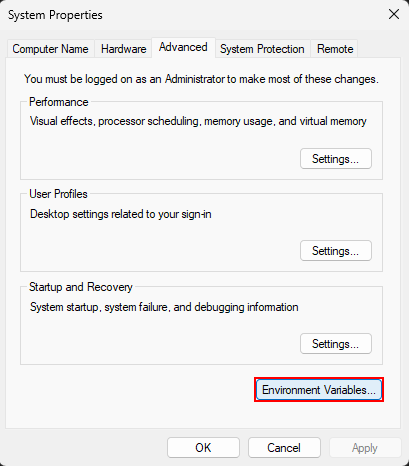 System Properties
Computer Name Hardware Advanced System Protection Remote
You must be logged on as an Administrator to make most of these changes.
Performance
Visual effects, processor scheduling, memory usage, and virtual memory
Settings...
User Profiles
Desktop settings related to your sign-in
Settings...
Startup and Recovery
System startup, system failure, and debugging information
Settings...
Environment Variables...
OK Cancel Apply